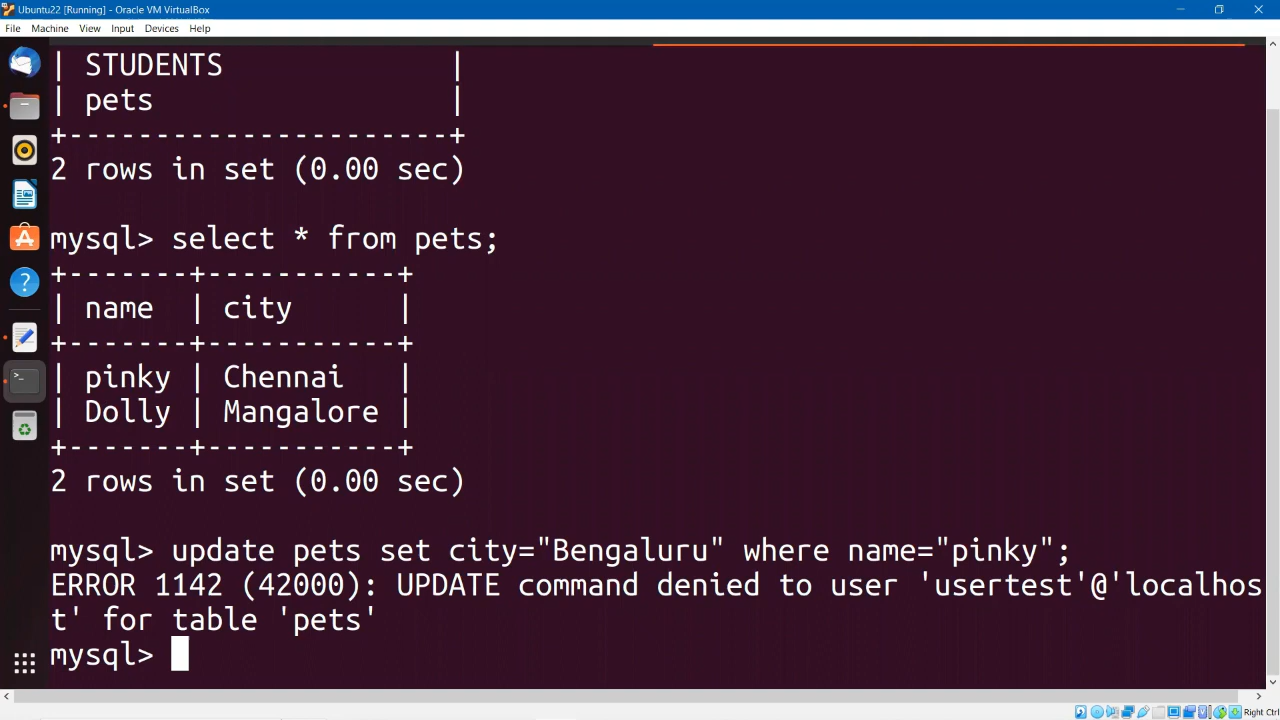 Ubuntu22 [Running] - Oracle VM VirtualBox
File Machine View Input Devices Help
| STUDENTS            |
| pets                |
+---------------------+
2 rows in set (0.00 sec)
mysql> select * from pets;
+-------+-----------+
| name  | city      |
+-------+-----------+
| pinky | Chennai   |
| Dolly | Mangalore |
+-------+-----------+
2 rows in set (0.00 sec)
mysql> update pets set city="Bengaluru" where name="pinky";
ERROR 1142 (42000): UPDATE command denied to user 'usertest'@'localhos
t' for table 'pets'
mysql>
Right Ctrl